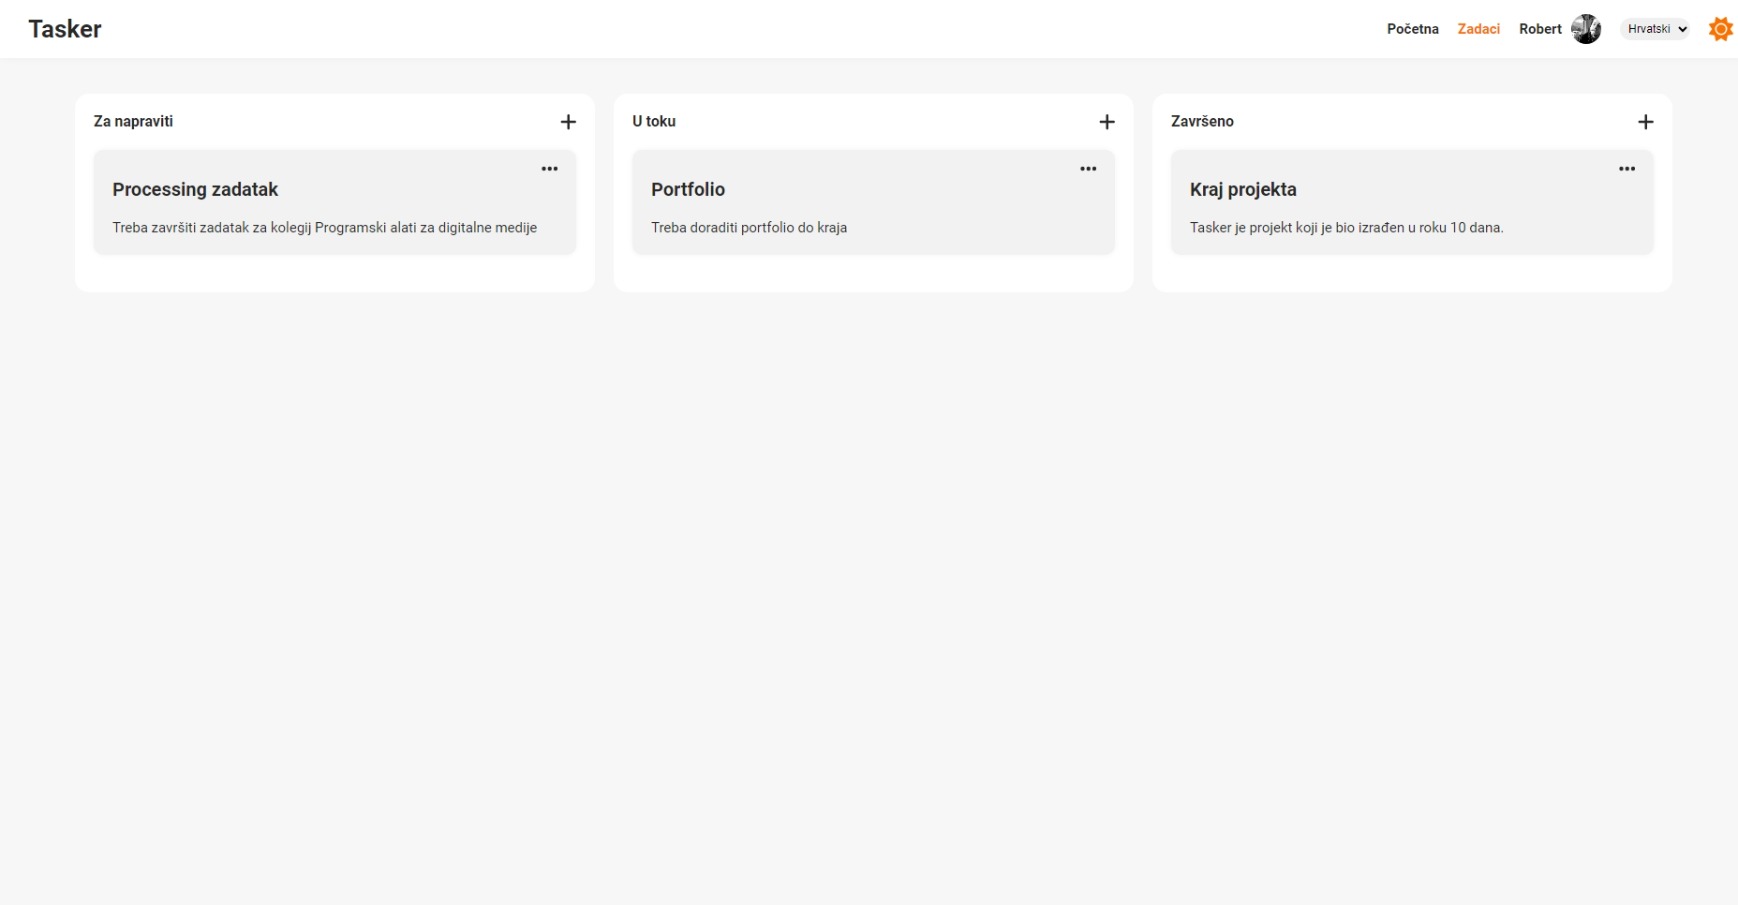 Tasker
Početna Zadaci Robert Hrvatski
Za napraviti
Processing zadatak
Treba završiti zadatak za kolegij Programski alati za digitalne medije
U toku
Portfolio
Treba doraditi portfolio do kraja
Završeno
Kraj projekta
Tasker je projekt koji je bio izrađen u roku 10 dana.